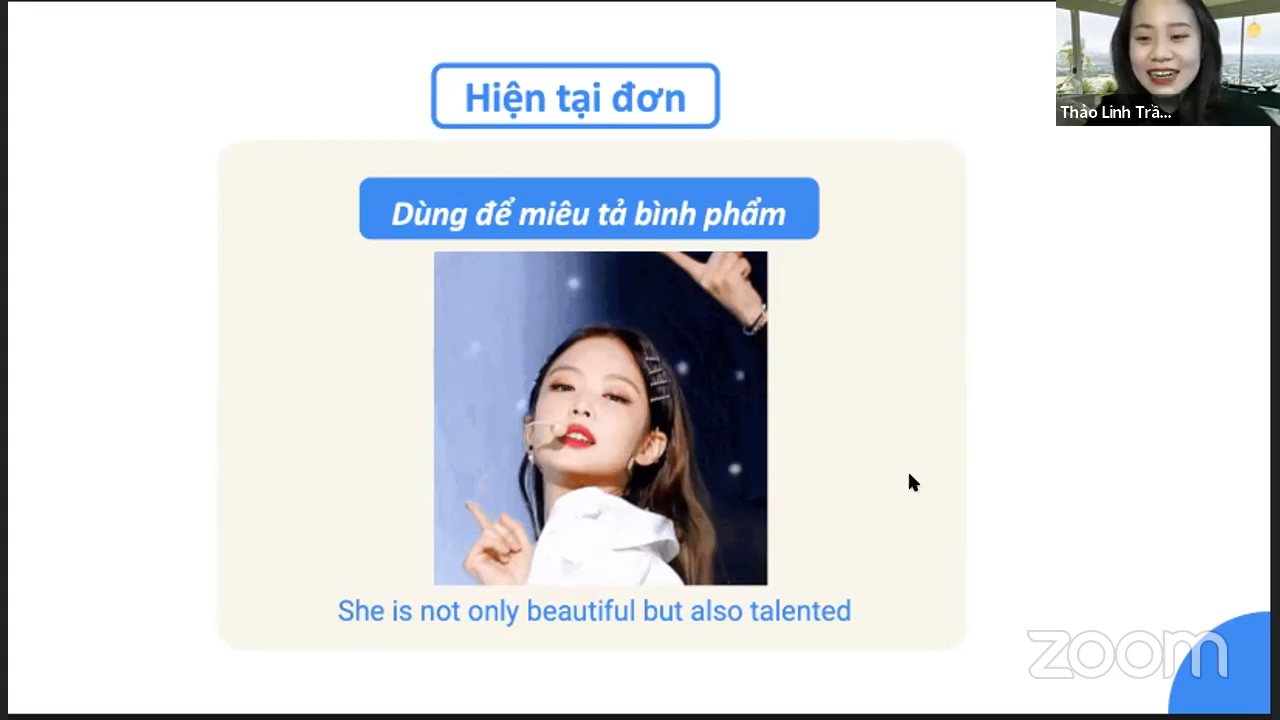 Hiện tại đơn
Thảo Linh Trầ...
Dùng để miêu tả bình phẩm
She is not only beautiful but also talented
zoom